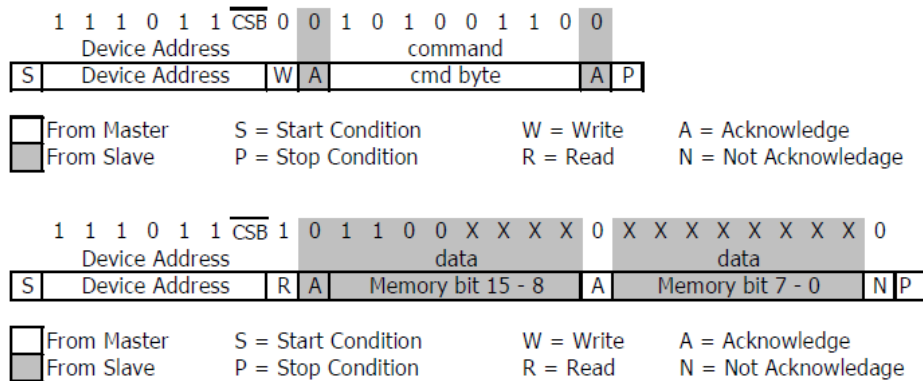 1 1 1 0 1 1 CSB 0 0 1 0 1 0 0 1 1 0 0
Device Address command
S Device Address W A cmd byte A P
From Master S = Start Condition W = Write A = Acknowledge
From Slave P = Stop Condition R = Read N = Not Acknowledage
1 1 1 0 1 1 CSB 1 0 1 1 0 0 X X X X 0 X X X X X X X X 0
Device Address data data
S Device Address R A Memory bit 15 - 8 A Memory bit 7 - 0 N P
From Master S = Start Condition W = Write A = Acknowledge
From Slave P = Stop Condition R = Read N = Not Acknowledage